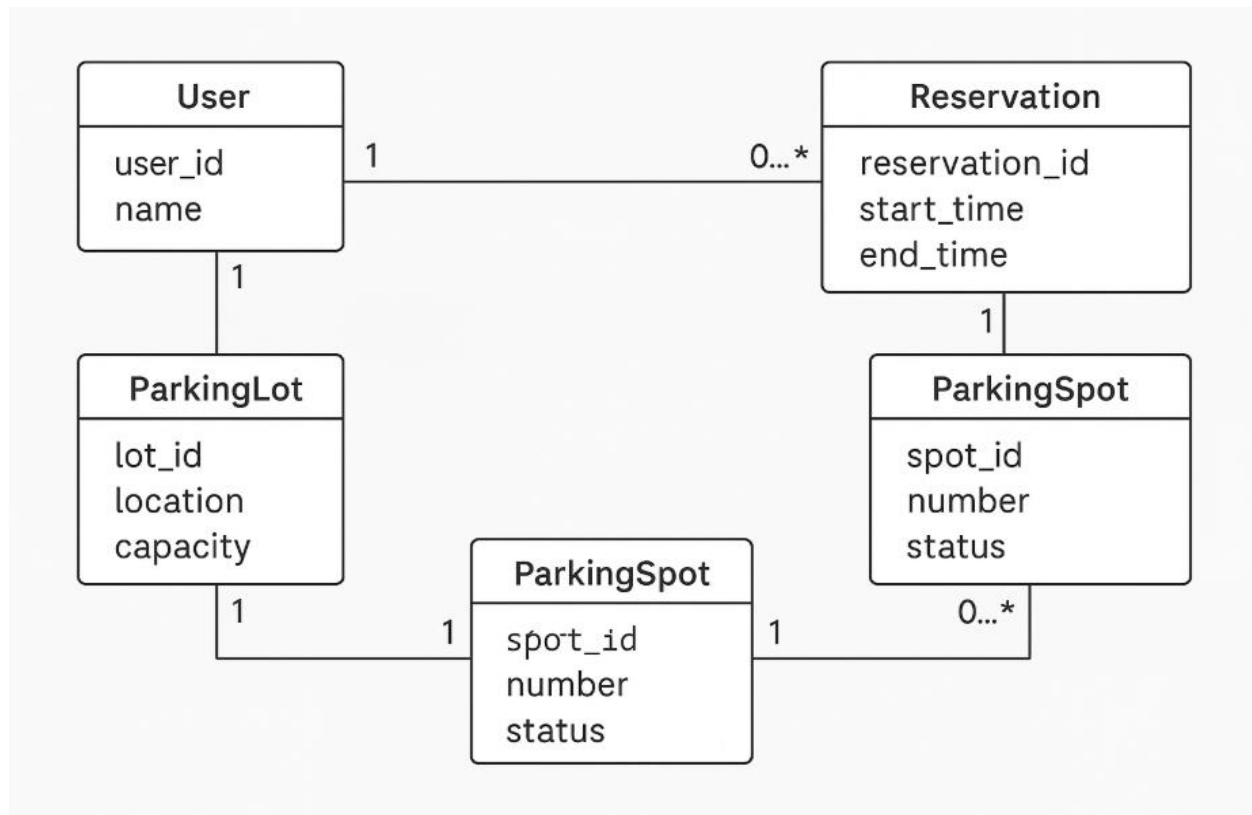 User
user_id
name
1
0...*
Reservation
reservation_id
start_time
end_time
1
1
ParkingLot
lot_id
location
capacity
ParkingSpot
spot_id
number
status
1
1
ParkingSpot
spot_id
number
status
1
0...*